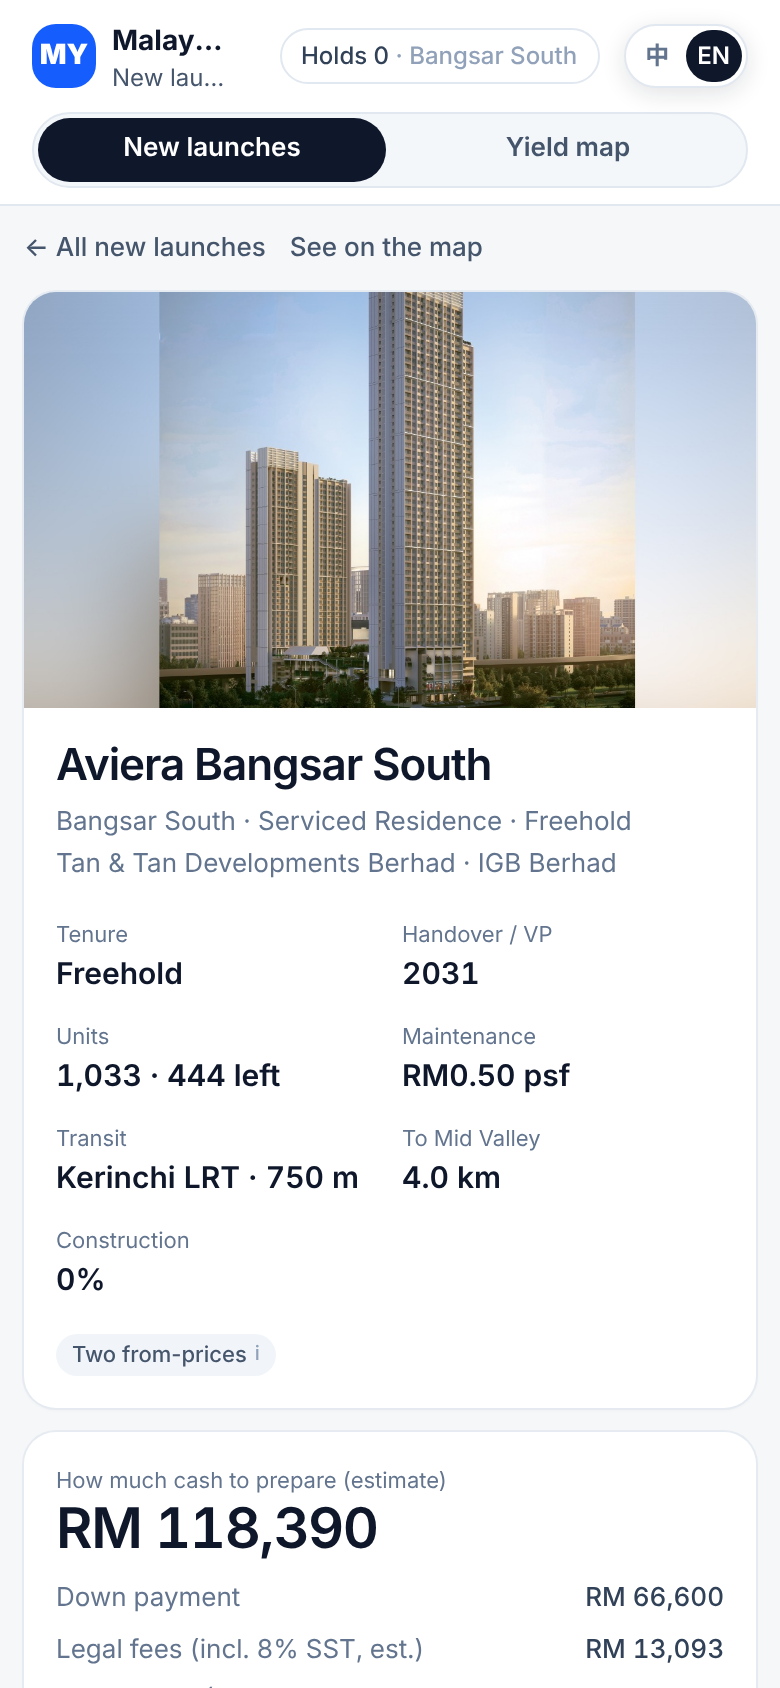 MY
Malay...
New lau...
Holds 0 · Bangsar South
中
EN
New launches
Yield map
← All new launches
See on the map
Aviera Bangsar South
Bangsar South · Serviced Residence · Freehold
Tan & Tan Developments Berhad · IGB Berhad
Tenure
Handover / VP
Freehold
2031
Units
Maintenance
1,033 · 444 left
RM0.50 psf
Transit
To Mid Valley
Kerinchi LRT · 750 m
4.0 km
Construction
0%
Two from-prices i
How much cash to prepare (estimate)
RM 118,390
Down payment RM 66,600
Legal fees (incl. 8% SST, est.) RM 13,093